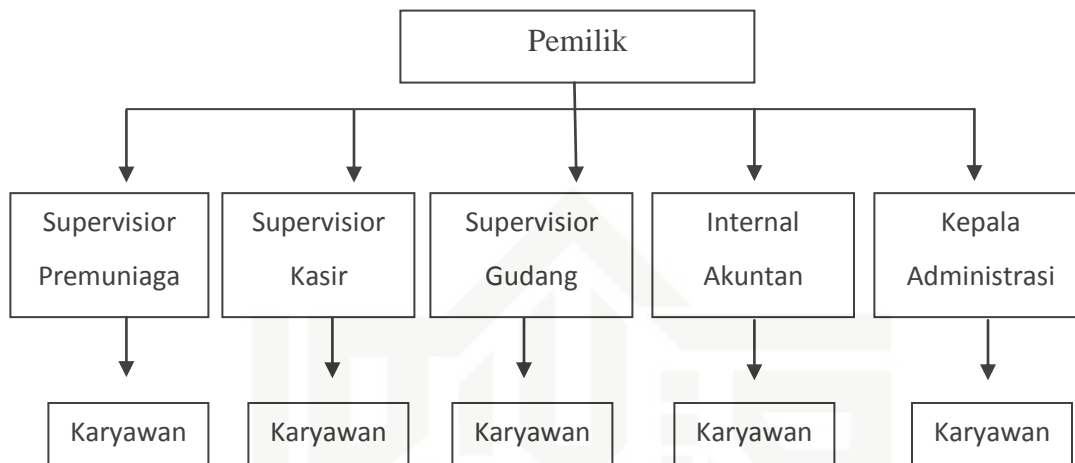 Pemilik
Supervisior
Premuniaga
Supervisior
Kasir
Supervisior
Gudang
Internal
Akuntan
Kepala
Administrasi
Karyawan
Karyawan
Karyawan
Karyawan
Karyawan